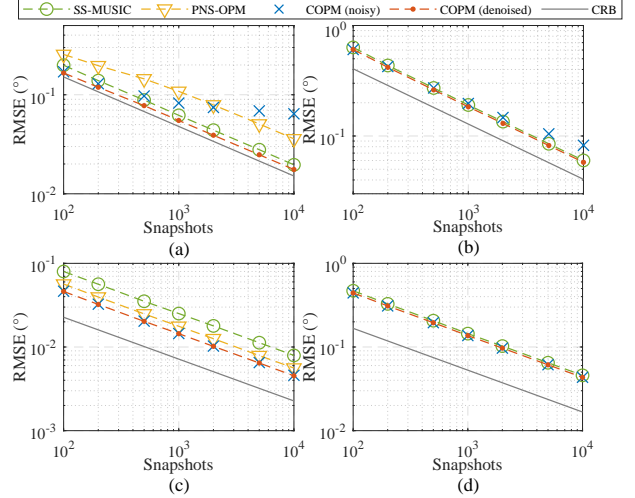 SS-MUSIC PNS-OPM COPM (noisy) COPM (denoised) CRB
RMSE (°)
10^0
10^-1
10^-2
10^2 10^3 10^4
Snapshots
(a)
RMSE (°)
10^0
10^-1
10^2 10^3 10^4
Snapshots
(b)
RMSE (°)
10^-1
10^-2
10^-3
10^2 10^3 10^4
Snapshots
(c)
RMSE (°)
10^0
10^-1
10^-2
10^2 10^3 10^4
Snapshots
(d)